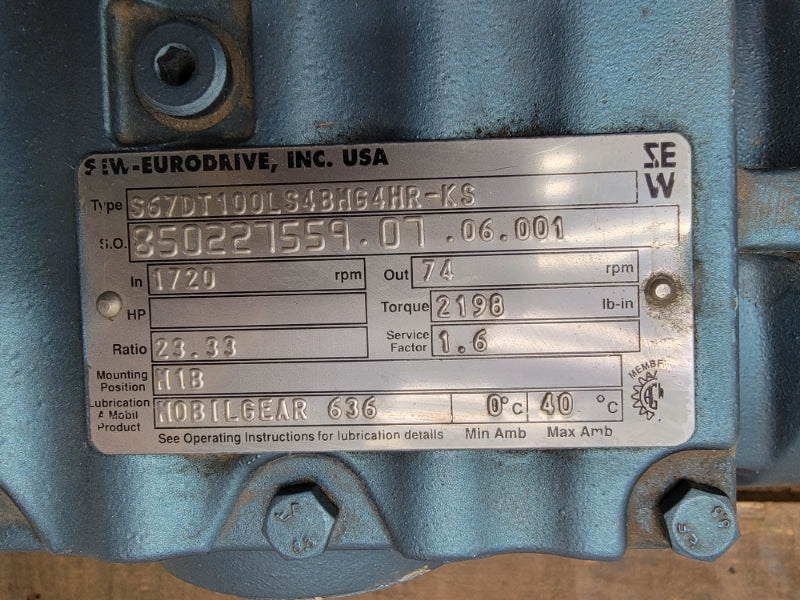 SEW-EURODRIVE, INC. USA
SEW
Type S67DT100LS4BMG4HR-KS
S.O. 850227559.07.06.001
In 1720 rpm Out 74 rpm
HP Torque 2198 lb-in
Ratio 23.33 Service Factor 1.6
Mounting Position M1B
Lubrication A Mobil Product MOBILGEAR 636 0°C 40 °C
See Operating Instructions for lubrication details Min Amb Max Amb
MEMBER